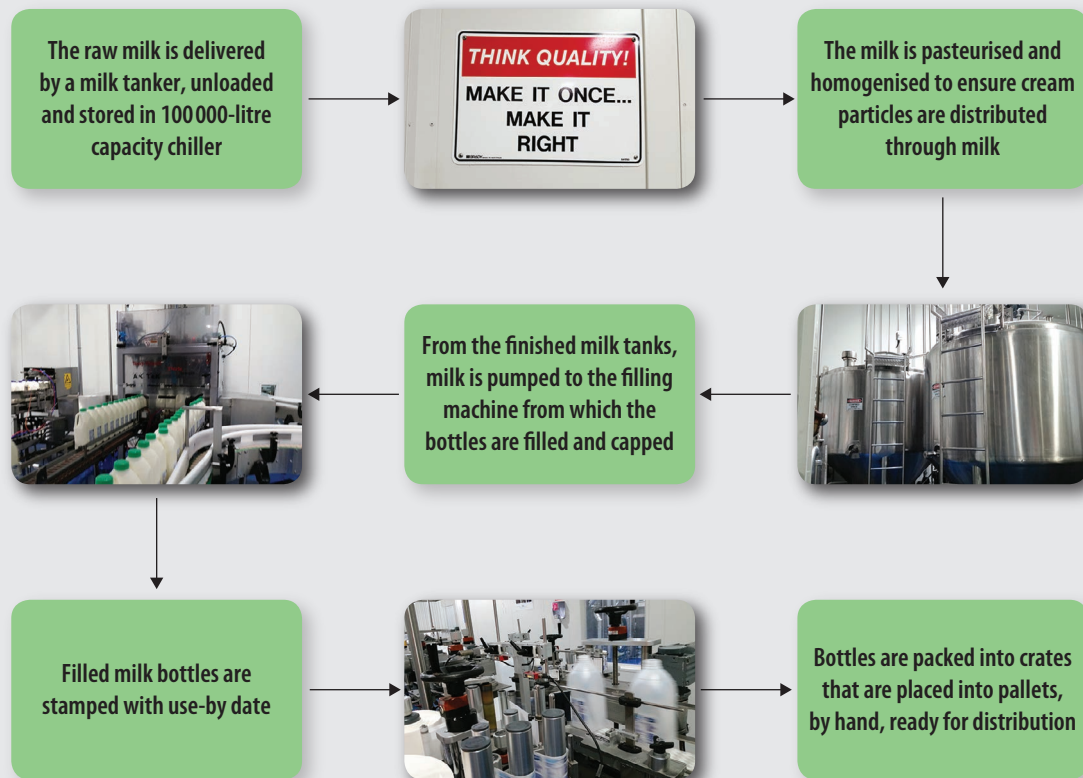 The raw milk is delivered
by a milk tanker, unloaded
and stored in 100 000-litre
capacity chiller
THINK QUALITY!
MAKE IT ONCE...
MAKE IT
RIGHT
The milk is pasteurised and
homogenised to ensure cream
particles are distributed
through milk
From the finished milk tanks,
milk is pumped to the filling
machine from which the
bottles are filled and capped
Filled milk bottles are
stamped with use-by date
Bottles are packed into crates
that are placed into pallets,
by hand, ready for distribution